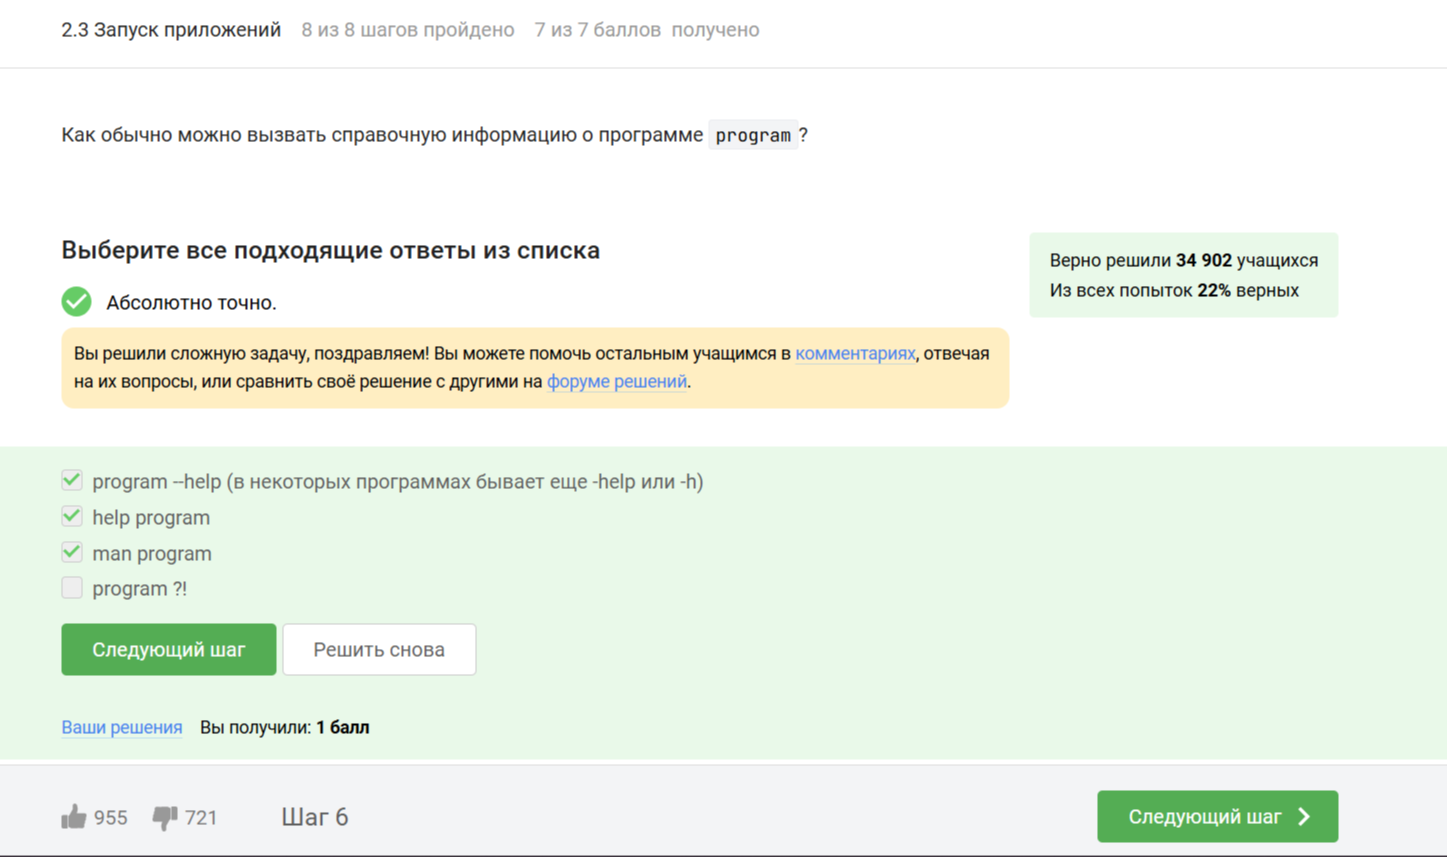 2.3 Запуск приложений 8 из 8 шагов пройдено 7 из 7 баллов получено
Как обычно можно вызвать справочную информацию о программе program ?
Выберите все подходящие ответы из списка
Абсолютно точно.
Верно решили 34 902 учащихся
Из всех попыток 22% верных
Вы решили сложную задачу, поздравляем! Вы можете помочь остальным учащимся в комментариях, отвечая
на их вопросы, или сравнить своё решение с другими на форуме решений.
program --help (в некоторых программах бывает еще -help или -h)
help program
man program
program ?!
Следующий шаг Решить снова
Ваши решения Вы получили: 1 балл
955 721 Шаг 6 Следующий шаг